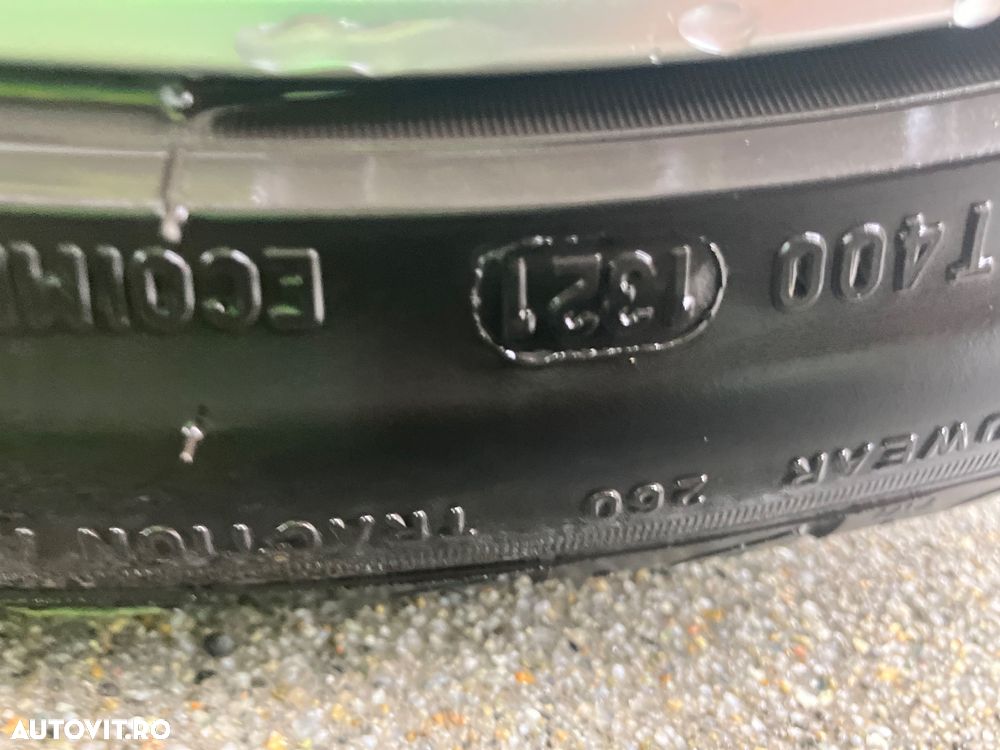 260 TRACTION
T400 1321
AUTOVIT.RO